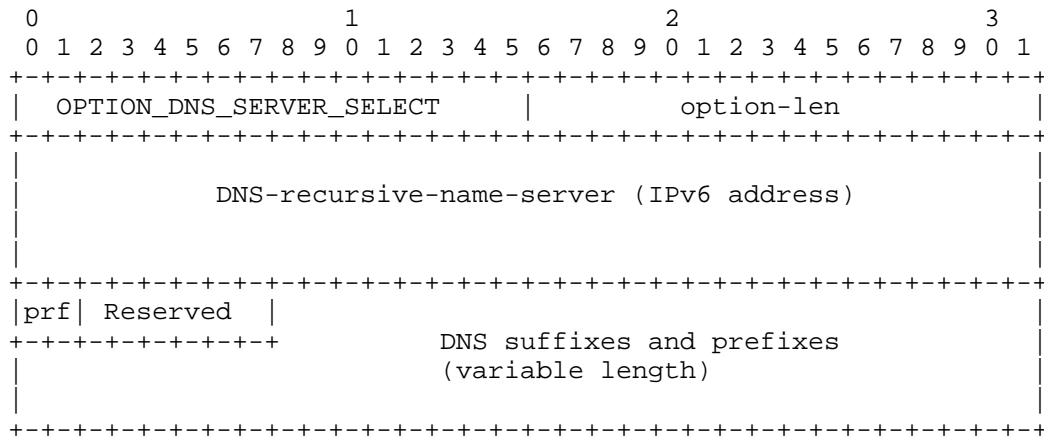 0                   1                   2                   3
 0 1 2 3 4 5 6 7 8 9 0 1 2 3 4 5 6 7 8 9 0 1 2 3 4 5 6 7 8 9 0 1
+-+-+-+-+-+-+-+-+-+-+-+-+-+-+-+-+-+-+-+-+-+-+-+-+-+-+-+-+-+-+-+-+
|  OPTION_DNS_SERVER_SELECT     |         option-len            |
+-+-+-+-+-+-+-+-+-+-+-+-+-+-+-+-+-+-+-+-+-+-+-+-+-+-+-+-+-+-+-+-+
|                                                               |
|            DNS-recursive-name-server (IPv6 address)           |
|                                                               |
|                                                               |
+-+-+-+-+-+-+-+-+-+-+-+-+-+-+-+-+-+-+-+-+-+-+-+-+-+-+-+-+-+-+-+-+
|prf| Reserved  |                                               |
+-+-+-+-+-+-+-+-+          DNS suffixes and prefixes            |
|                          (variable length)                    |
|                                                               |
+-+-+-+-+-+-+-+-+-+-+-+-+-+-+-+-+-+-+-+-+-+-+-+-+-+-+-+-+-+-+-+-+